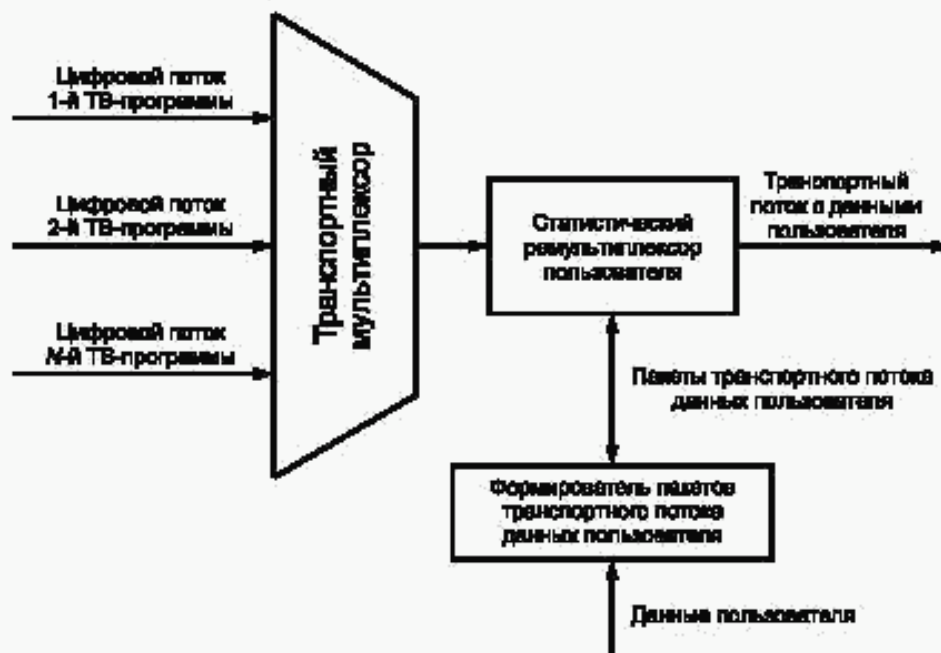 Цифровой поток
1-й ТВ-программы
Цифровой поток
2-й ТВ-программы
Цифровой поток
N-й ТВ-программы
Транспортный
мультиплексор
Статистический
ремультиплексор
пользователя
Транспортный
поток с данными
пользователя
Пакеты транспортного потока
данных пользователя
Формирователь пакетов
транспортного потока
данных пользователя
Данные пользователя